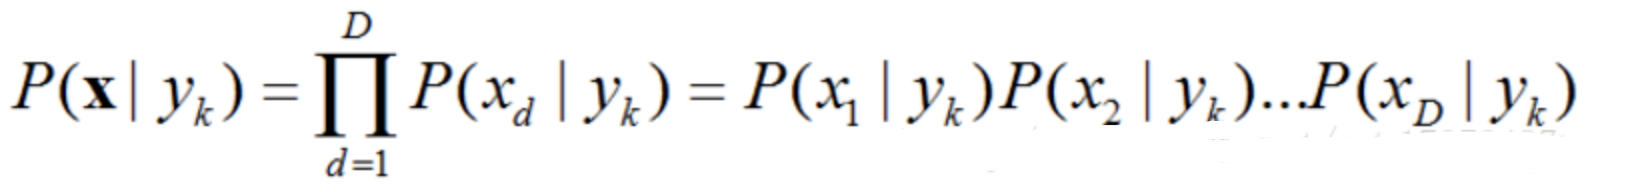 P(x | y_k) = ∏_{d=1}^{D} P(x_d | y_k) = P(x_1 | y_k)P(x_2 | y_k)...P(x_D | y_k)